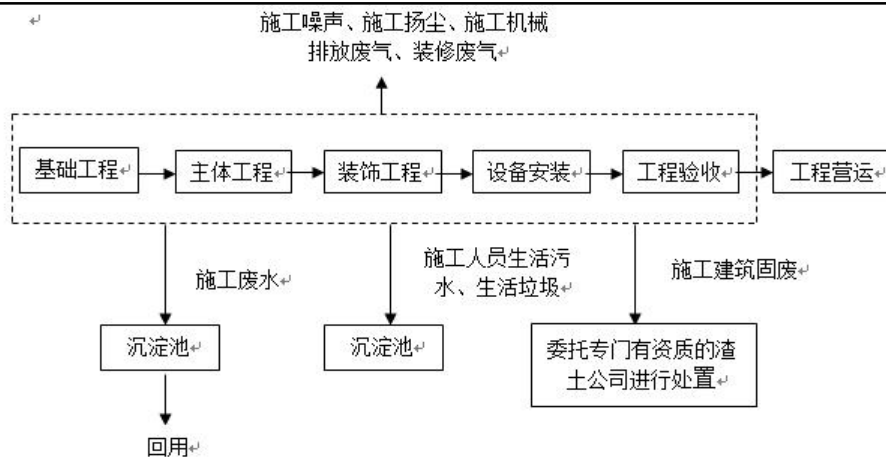 施工噪声、施工扬尘、施工机械
排放废气、装修废气
基础工程
主体工程
装饰工程
设备安装
工程验收
工程营运
施工废水
施工人员生活污
水、生活垃圾
施工建筑固废
沉淀池
沉淀池
委托专门有资质的渣
土公司进行处置
回用